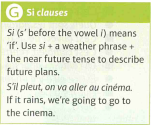 G Si clauses
Si (s' before the vowel i) means
'if'. Use si + a weather phrase +
the near future tense to describe
future plans.
S'il pleut, on va aller au cinéma.
If it rains, we're going to go to
the cinema.